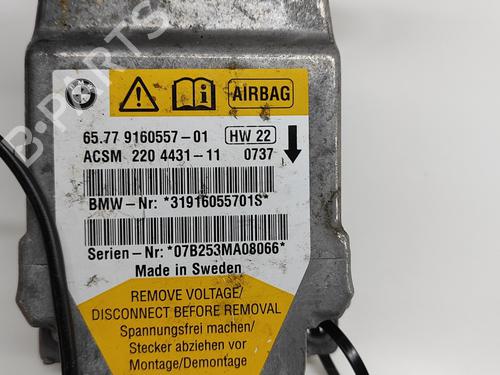 B-PARTS
BMW
AIRBAG
65.77 9160557-01 HW 22
ACSM 220 4431-11 0737
BMW-Nr: *31916055701S*
Serien-Nr: *07B253MA08066*
Made in Sweden
REMOVE VOLTAGE/
DISCONNECT BEFORE REMOVAL
Spannungsfrei machen/
Stecker abziehen vor
Montage/Demontage